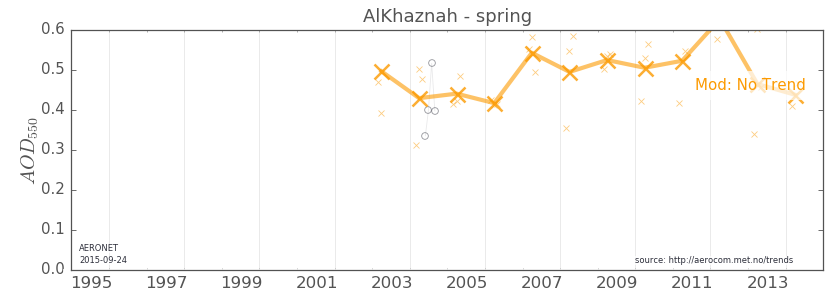 AlKhaznah - spring
0.6
0.5
0.4
0.3
0.2
0.1
0.0
AOD550
Mod: No Trend
AERONET
2015-09-24
source: http://aerocom.met.no/trends
1995 1997 1999 2001 2003 2005 2007 2009 2011 2013